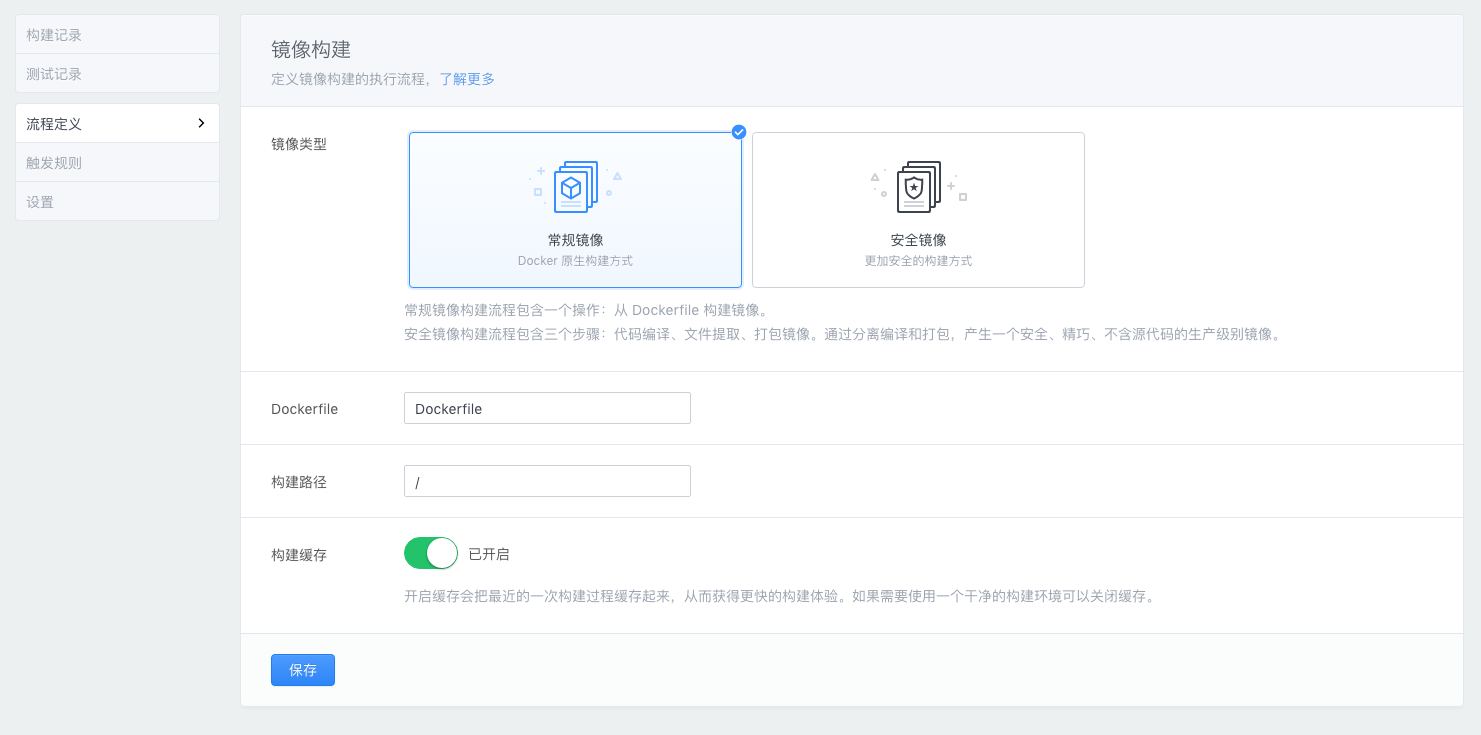 构建记录
测试记录
流程定义
触发规则
设置
镜像构建
定义镜像构建的执行流程，了解更多
镜像类型
常规镜像
Docker 原生构建方式
安全镜像
更加安全的构建方式
常规镜像构建流程包含一个操作：从 Dockerfile 构建镜像。
安全镜像构建流程包含三个步骤：代码编译、文件提取、打包镜像。通过分离编译和打包，产生一个安全、精巧、不含源代码的生产级别镜像。
Dockerfile
Dockerfile
构建路径
/
构建缓存
已开启
开启缓存会把最近的一次构建过程缓存起来，从而获得更快的构建体验。如果需要使用一个干净的构建环境可以关闭缓存。
保存